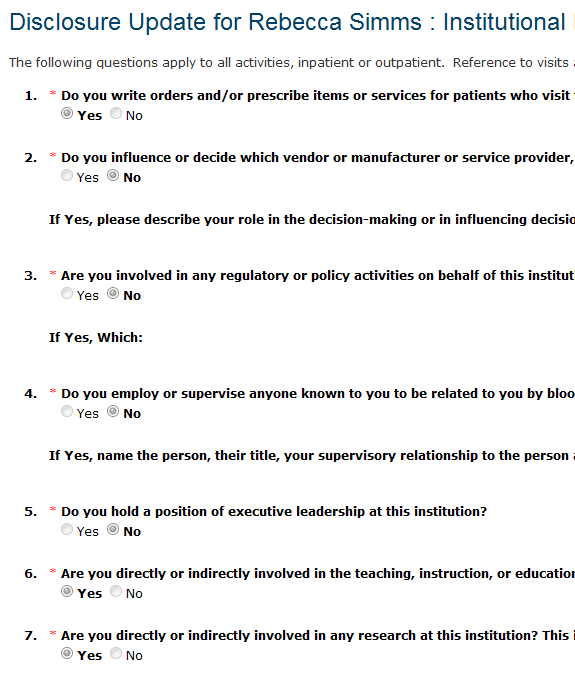 Disclosure Update for Rebecca Simms : Institutional
The following questions apply to all activities, inpatient or outpatient. Reference to visits
1. * Do you write orders and/or prescribe items or services for patients who visit
Yes No
2. * Do you influence or decide which vendor or manufacturer or service provider,
Yes No
If Yes, please describe your role in the decision-making or in influencing decisio
3. * Are you involved in any regulatory or policy activities on behalf of this institut
Yes No
If Yes, Which:
4. * Do you employ or supervise anyone known to you to be related to you by bloo
Yes No
If Yes, name the person, their title, your supervisory relationship to the person
5. * Do you hold a position of executive leadership at this institution?
Yes No
6. * Are you directly or indirectly involved in the teaching, instruction, or education
Yes No
7. * Are you directly or indirectly involved in any research at this institution? This
Yes No